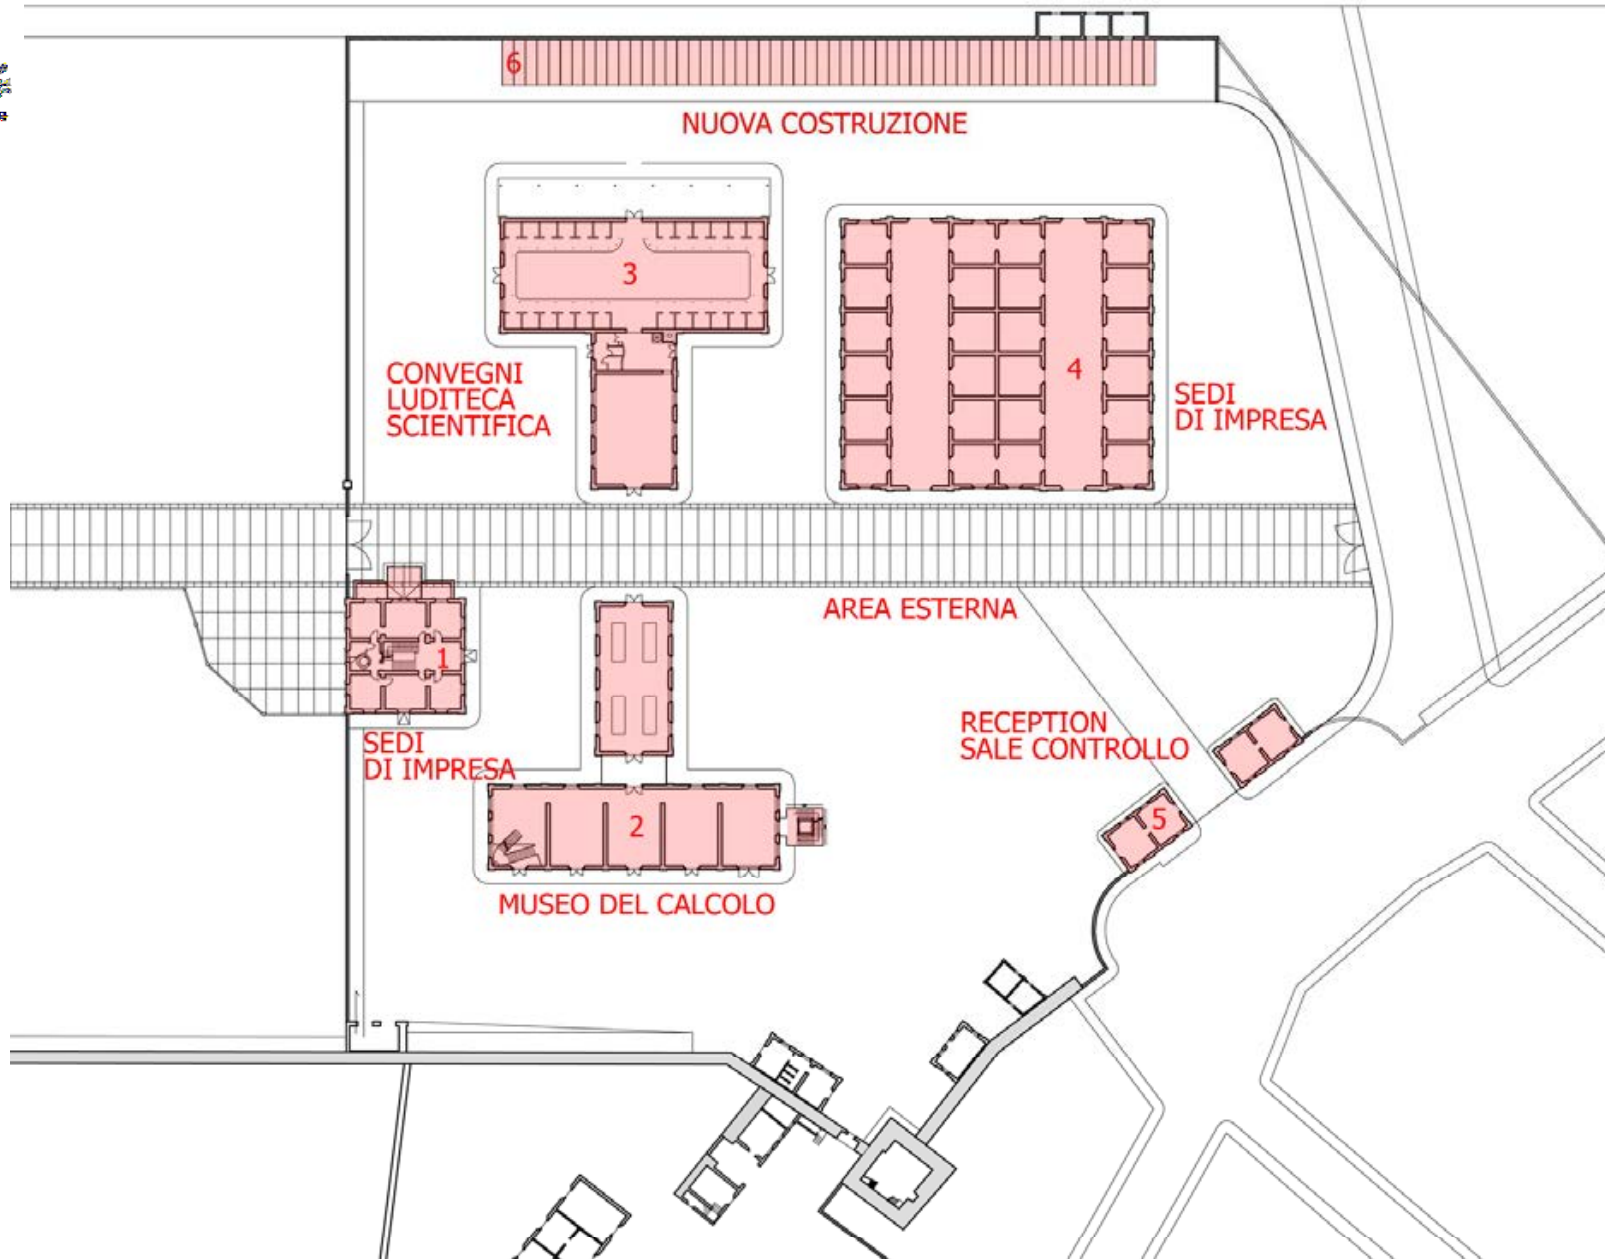 6
NUOVA COSTRUZIONE
3
CONVEGNI
LUDITECA
SCIENTIFICA
4
SEDI
DI IMPRESA
AREA ESTERNA
1
SEDI
DI IMPRESA
RECEPTION
SALE CONTROLLO
5
2
MUSEO DEL CALCOLO